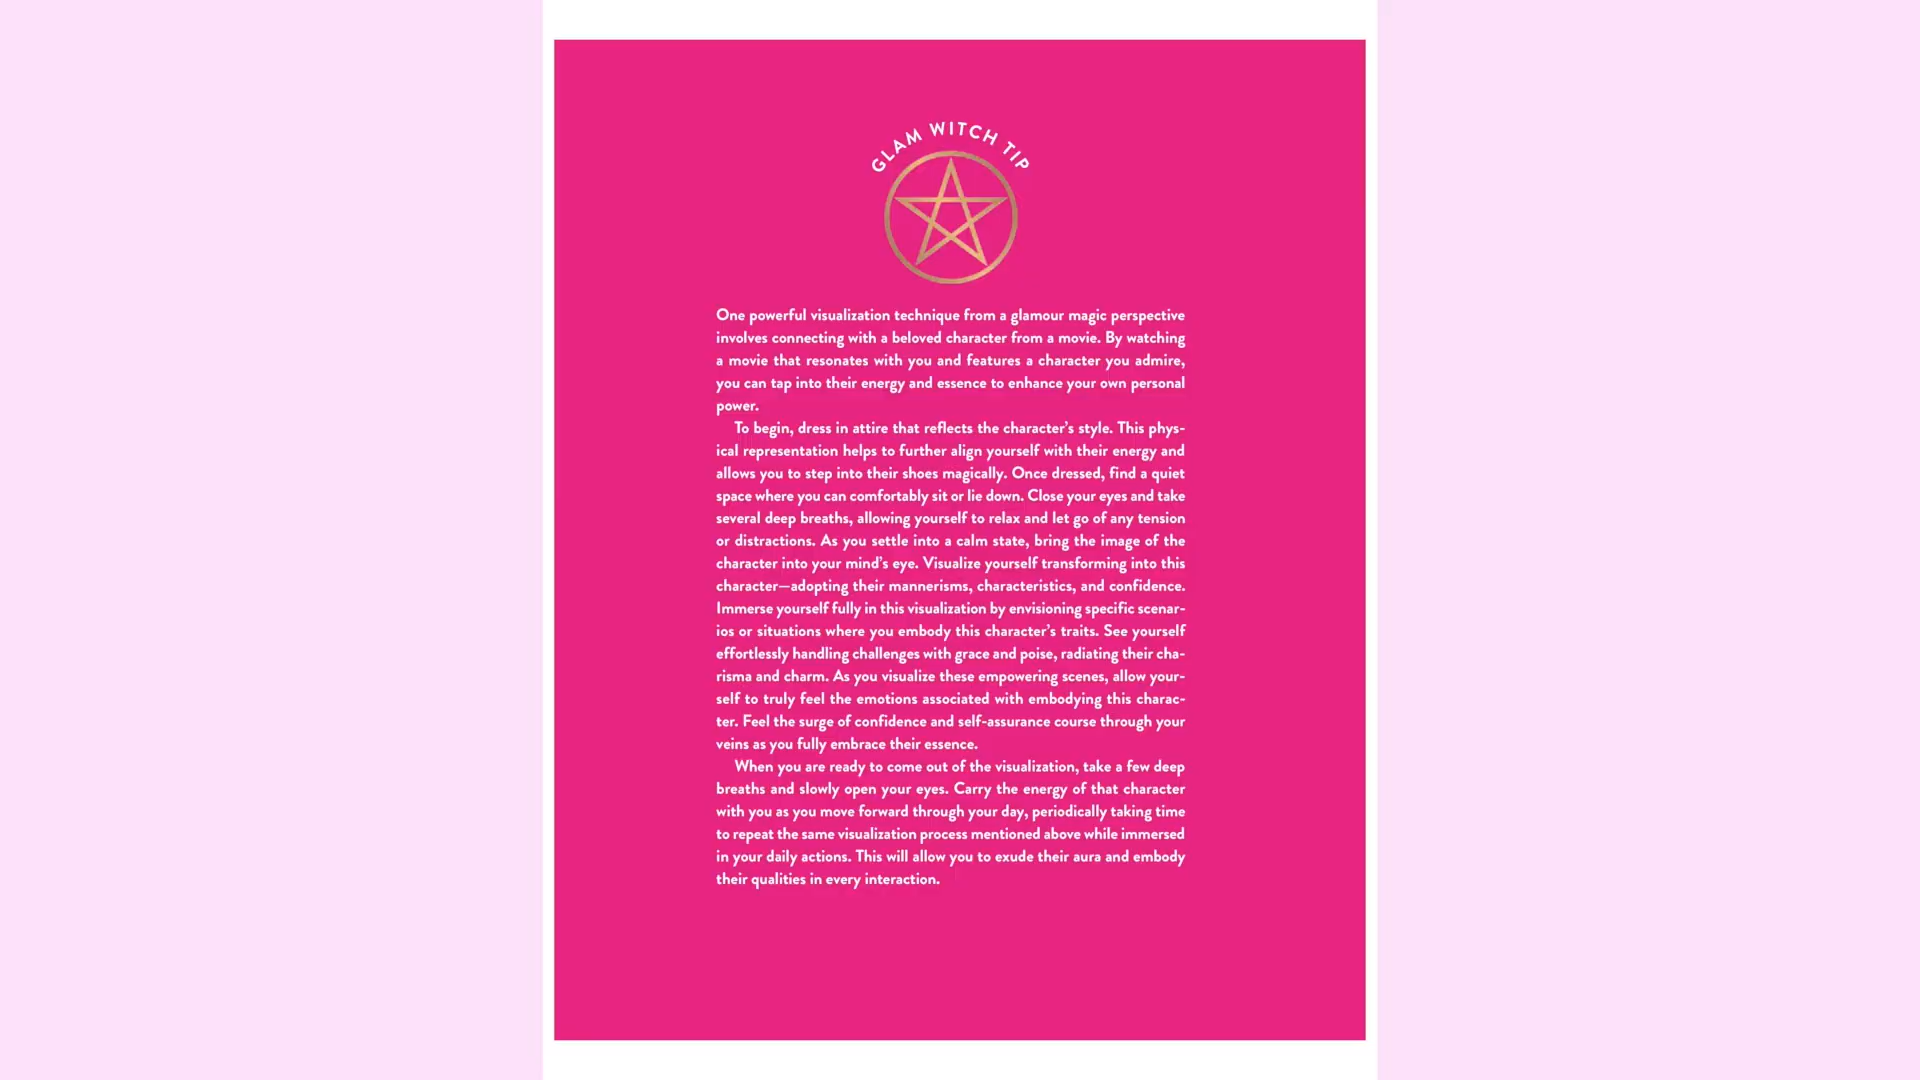 GLAM WITCH TIP
One powerful visualization technique from a glamour magic perspective
involves connecting with a beloved character from a movie. By watching
a movie that resonates with you and features a character you admire,
you can tap into their energy and essence to enhance your own personal
power.
To begin, dress in attire that reflects the character’s style. This phys-
ical representation helps to further align yourself with their energy and
allows you to step into their shoes magically. Once dressed, find a quiet
space where you can comfortably sit or lie down. Close your eyes and take
several deep breaths, allowing yourself to relax and let go of any tension
or distractions. As you settle into a calm state, bring the image of the
character into your mind’s eye. Visualize yourself transforming into this
character—adopting their mannerisms, characteristics, and confidence.
Immerse yourself fully in this visualization by envisioning specific scenar-
ios or situations where you embody this character’s traits. See yourself
effortlessly handling challenges with grace and poise, radiating their cha-
risma and charm. As you visualize these empowering scenes, allow your-
self to truly feel the emotions associated with embodying this charac-
ter. Feel the surge of confidence and self-assurance course through your
veins as you fully embrace their essence.
When you are ready to come out of the visualization, take a few deep
breaths and slowly open your eyes. Carry the energy of that character
with you as you move forward through your day, periodically taking time
to repeat the same visualization process mentioned above while immersed
in your daily actions. This will allow you to exude their aura and embody
their qualities in every interaction.